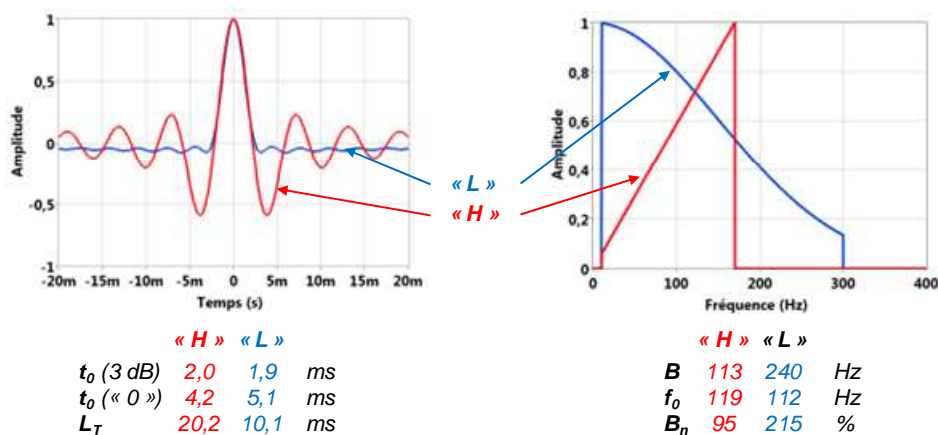 1
0,5
0
-0,5
-1
Amplitude
-20m -15m -10m -5m 0 5m 10m 15m 20m
Temps (s)
« L »
« H »
1
0,8
0,6
0,4
0,2
0
Amplitude
0 100 200 300 400
Fréquence (Hz)
« H » « L »
t₀ (3 dB) 2,0 1,9 ms
t₀ (« 0 ») 4,2 5,1 ms
L_T 20,2 10,1 ms
« H » « L »
B 113 240 Hz
f₀ 119 112 Hz
Bₙ 95 215 %